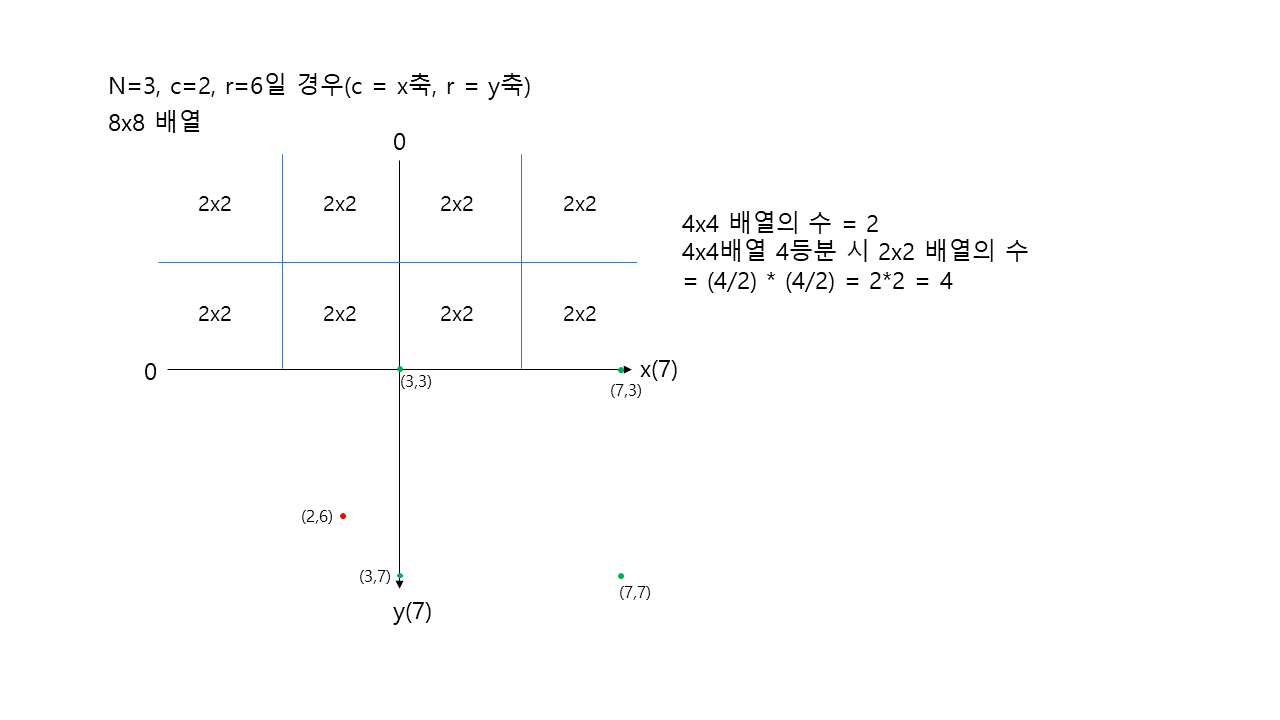 N=3, c=2, r=6일 경우(c = x축, r = y축)
8x8 배열
0
2x2 2x2 2x2 2x2
4x4 배열의 수 = 2
4x4배열 4등분 시 2x2 배열의 수
= (4/2) * (4/2) = 2*2 = 4
2x2 2x2 2x2 2x2
0
x(7)
(3,3)
(7,3)
(2,6)
(3,7)
(7,7)
y(7)